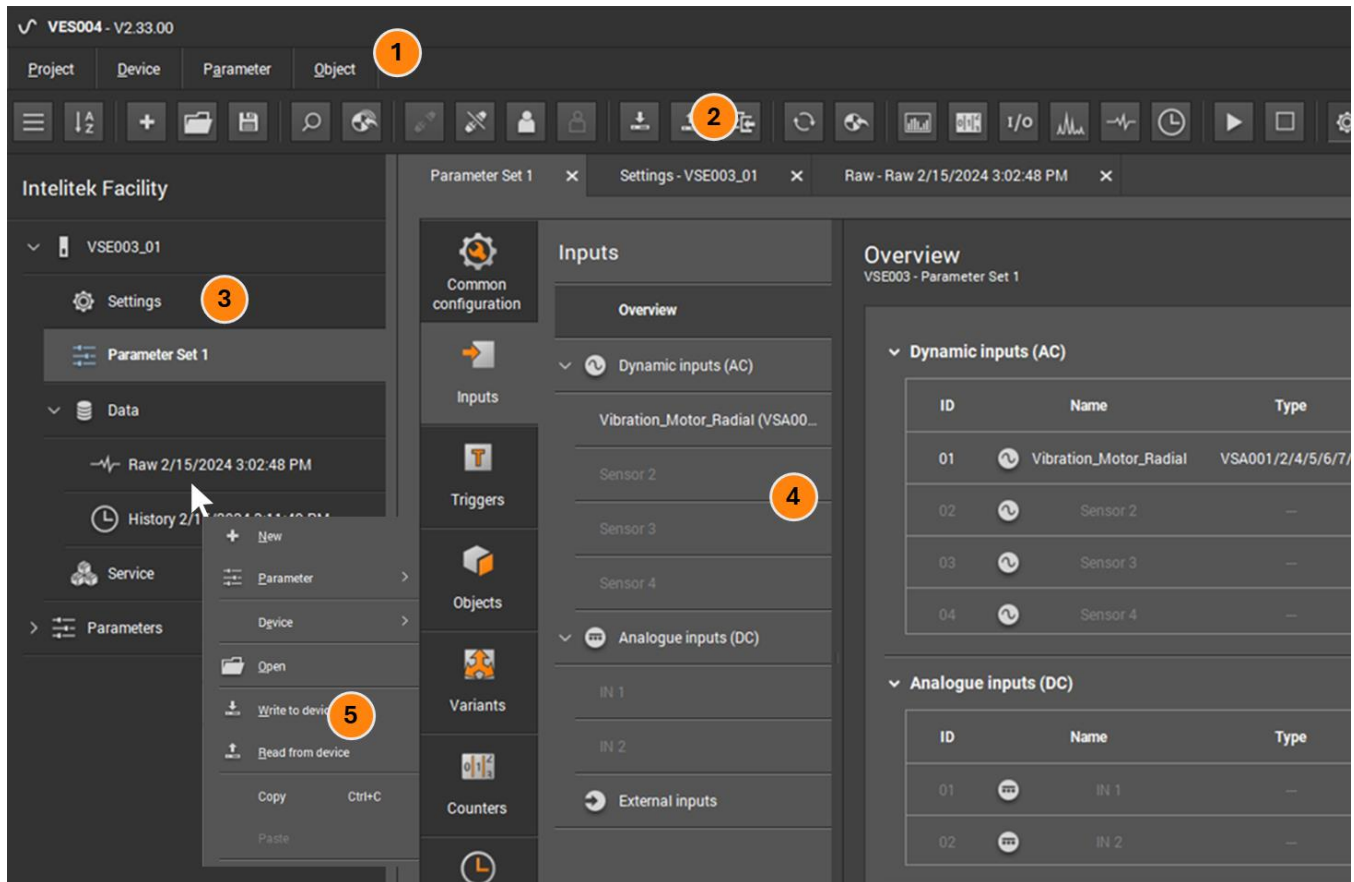 VES004 - V2.33.00
1
Project Device Parameter Object
2
I/O
Intelitek Facility
Parameter Set 1
Settings - VSE003_01
Raw - Raw 2/15/2024 3:02:48 PM
VSE003_01
Settings
3
Parameter Set 1
Data
Raw 2/15/2024 3:02:48 PM
History
Service
Parameters
New
Parameter
Device
Open
Write to
5
Read from device
Copy Ctrl+C
Paste
Common
configuration
Inputs
Triggers
Objects
Variants
Counters
Inputs
Overview
Dynamic inputs (AC)
Vibration_Motor_Radial (VSA00...
Sensor 2
4
Sensor 3
Sensor 4
Analogue inputs (DC)
IN 1
IN 2
External inputs
Overview
VSE003 - Parameter Set 1
Dynamic inputs (AC)
ID Name Type
01 Vibration_Motor_Radial VSA001/2/4/5/6/7/
02 Sensor 2 —
03 Sensor 3 —
04 Sensor 4 —
Analogue inputs (DC)
ID Name Type
01 IN 1 —
02 IN 2 —